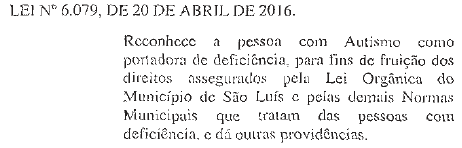 LEI Nº 6.079, DE 20 DE ABRIL DE 2016.
Reconhece a pessoa com Autismo como
portadora de deficiência, para fins de fruição dos
direitos assegurados pela Lei Orgânica do
Município de São Luís e pelas demais Normas
Municipais que tratam das pessoas com
deficiência, e dá outras providências.